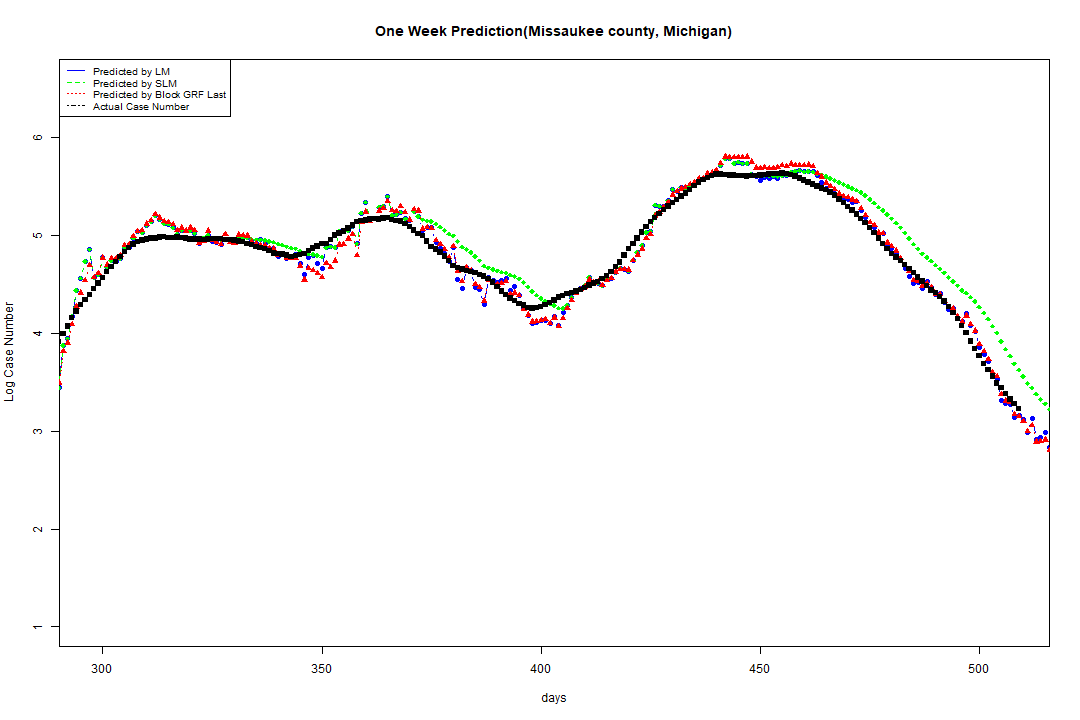 One Week Prediction(Missaukee county, Michigan)
Predicted by LM
Predicted by SLM
Predicted by Block GRF Last
Actual Case Number
6
5
4
3
2
1
Log Case Number
300 350 400 450 500
days